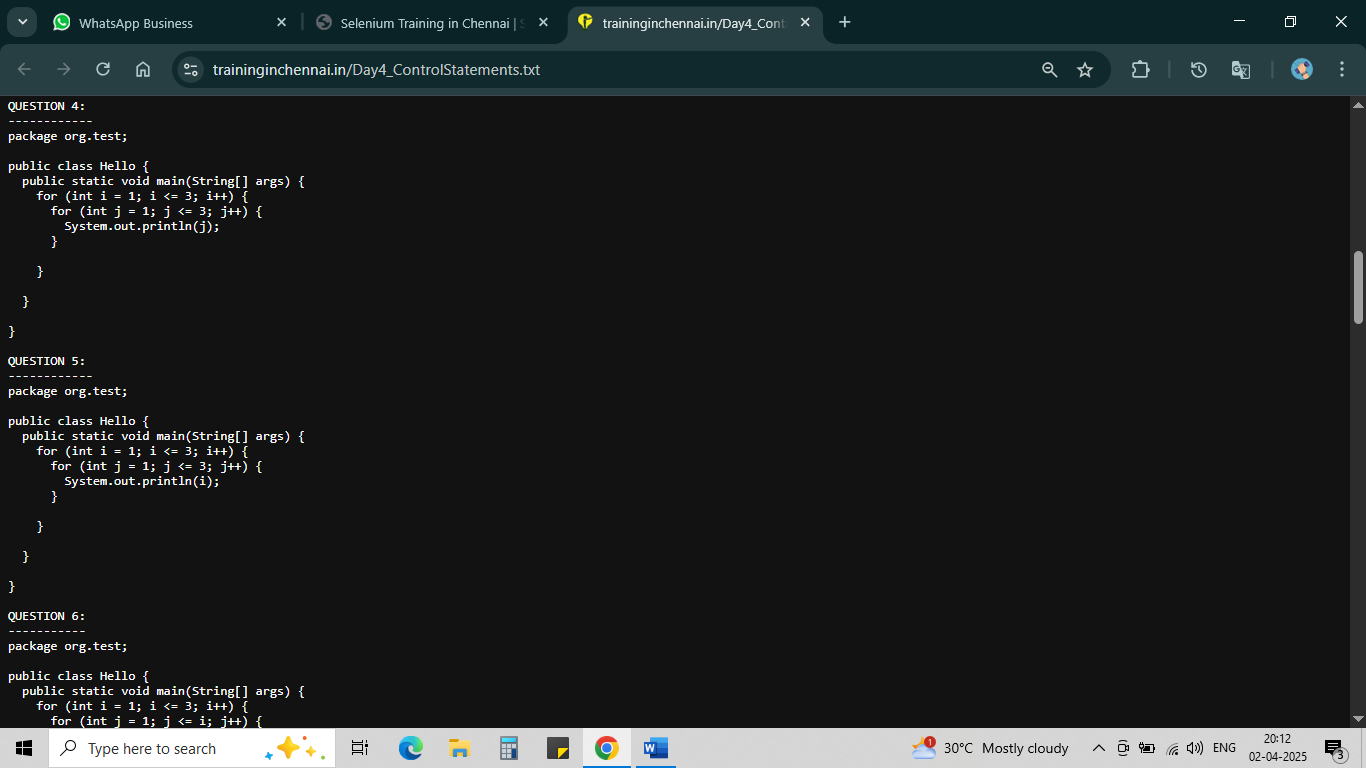 WhatsApp Business
Selenium Training in Chennai | S
traininginchennai.in/Day4_Cont
traininginchennai.in/Day4_ControlStatements.txt
QUESTION 4:
------------
package org.test;
public class Hello {
  public static void main(String[] args) {
    for (int i = 1; i <= 3; i++) {
      for (int j = 1; j <= 3; j++) {
        System.out.println(j);
      }
    }
  }
}
QUESTION 5:
------------
package org.test;
public class Hello {
  public static void main(String[] args) {
    for (int i = 1; i <= 3; i++) {
      for (int j = 1; j <= 3; j++) {
        System.out.println(i);
      }
    }
  }
}
QUESTION 6:
-----------
package org.test;
public class Hello {
  public static void main(String[] args) {
    for (int i = 1; i <= 3; i++) {
      for (int j = 1; j <= i; j++) {
Type here to search
W
1
30°C Mostly cloudy
ENG
20:12
02-04-2025
3